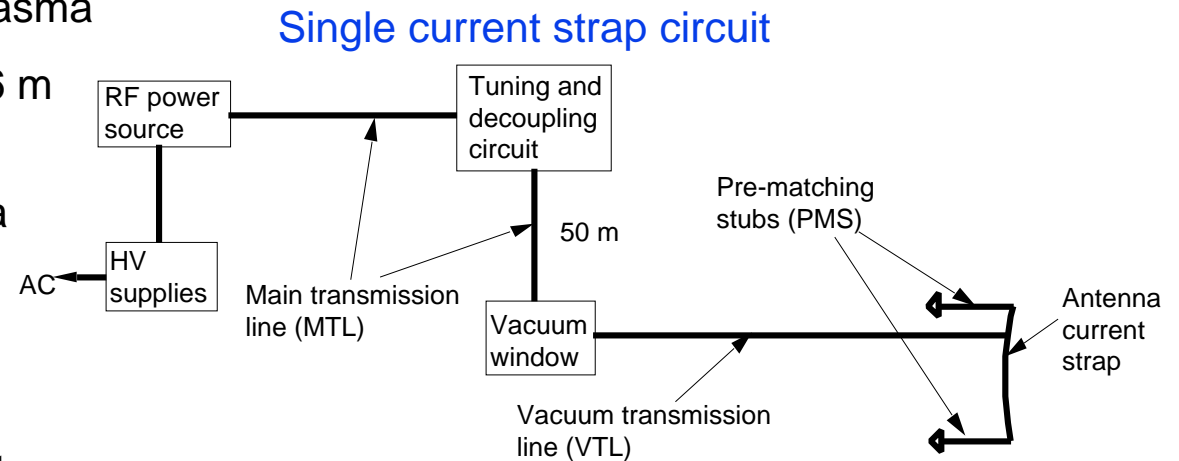 Single current strap circuit
RF power
source
Tuning and
decoupling
circuit
Pre-matching
stubs (PMS)
50 m
HV
supplies
AC
Main transmission
line (MTL)
Vacuum
window
Antenna
current
strap
Vacuum transmission
line (VTL)